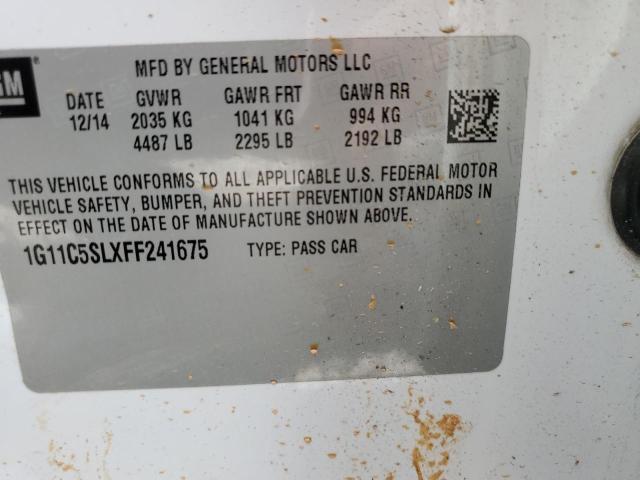 GM
MFD BY GENERAL MOTORS LLC
DATE GVWR GAWR FRT GAWR RR
12/14 2035 KG 1041 KG 994 KG
4487 LB 2295 LB 2192 LB
THIS VEHICLE CONFORMS TO ALL APPLICABLE U.S. FEDERAL MOTOR
VEHICLE SAFETY, BUMPER, AND THEFT PREVENTION STANDARDS IN
EFFECT ON THE DATE OF MANUFACTURE SHOWN ABOVE.
1G11C5SLXFF241675 TYPE: PASS CAR